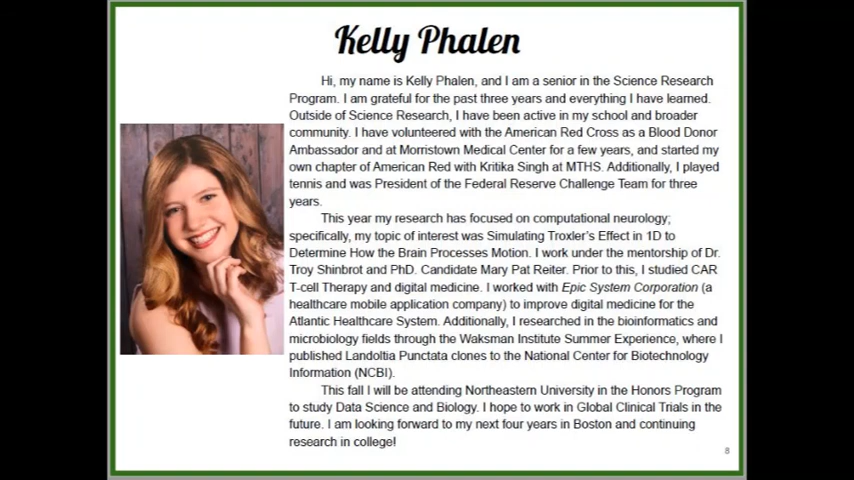 Kelly Phalen
Hi, my name is Kelly Phalen, and I am a senior in the Science Research
Program. I am grateful for the past three years and everything I have learned.
Outside of Science Research, I have been active in my school and broader
community. I have volunteered with the American Red Cross as a Blood Donor
Ambassador and at Morristown Medical Center for a few years, and started my
own chapter of American Red with Kritika Singh at MTHS. Additionally, I played
tennis and was President of the Federal Reserve Challenge Team for three
years.
This year my research has focused on computational neurology;
specifically, my topic of interest was Simulating Troxler's Effect in 1D to
Determine How the Brain Processes Motion. I work under the mentorship of Dr.
Troy Shinbrot and PhD. Candidate Mary Pat Reiter. Prior to this, I studied CAR
T-cell Therapy and digital medicine. I worked with Epic System Corporation (a
healthcare mobile application company) to improve digital medicine for the
Atlantic Healthcare System. Additionally, I researched in the bioinformatics and
microbiology fields through the Waksman Institute Summer Experience, where I
published Landoltia Punctata clones to the National Center for Biotechnology
Information (NCBI).
This fall I will be attending Northeastern University in the Honors Program
to study Data Science and Biology. I hope to work in Global Clinical Trials in the
future. I am looking forward to my next four years in Boston and continuing
research in college!
8